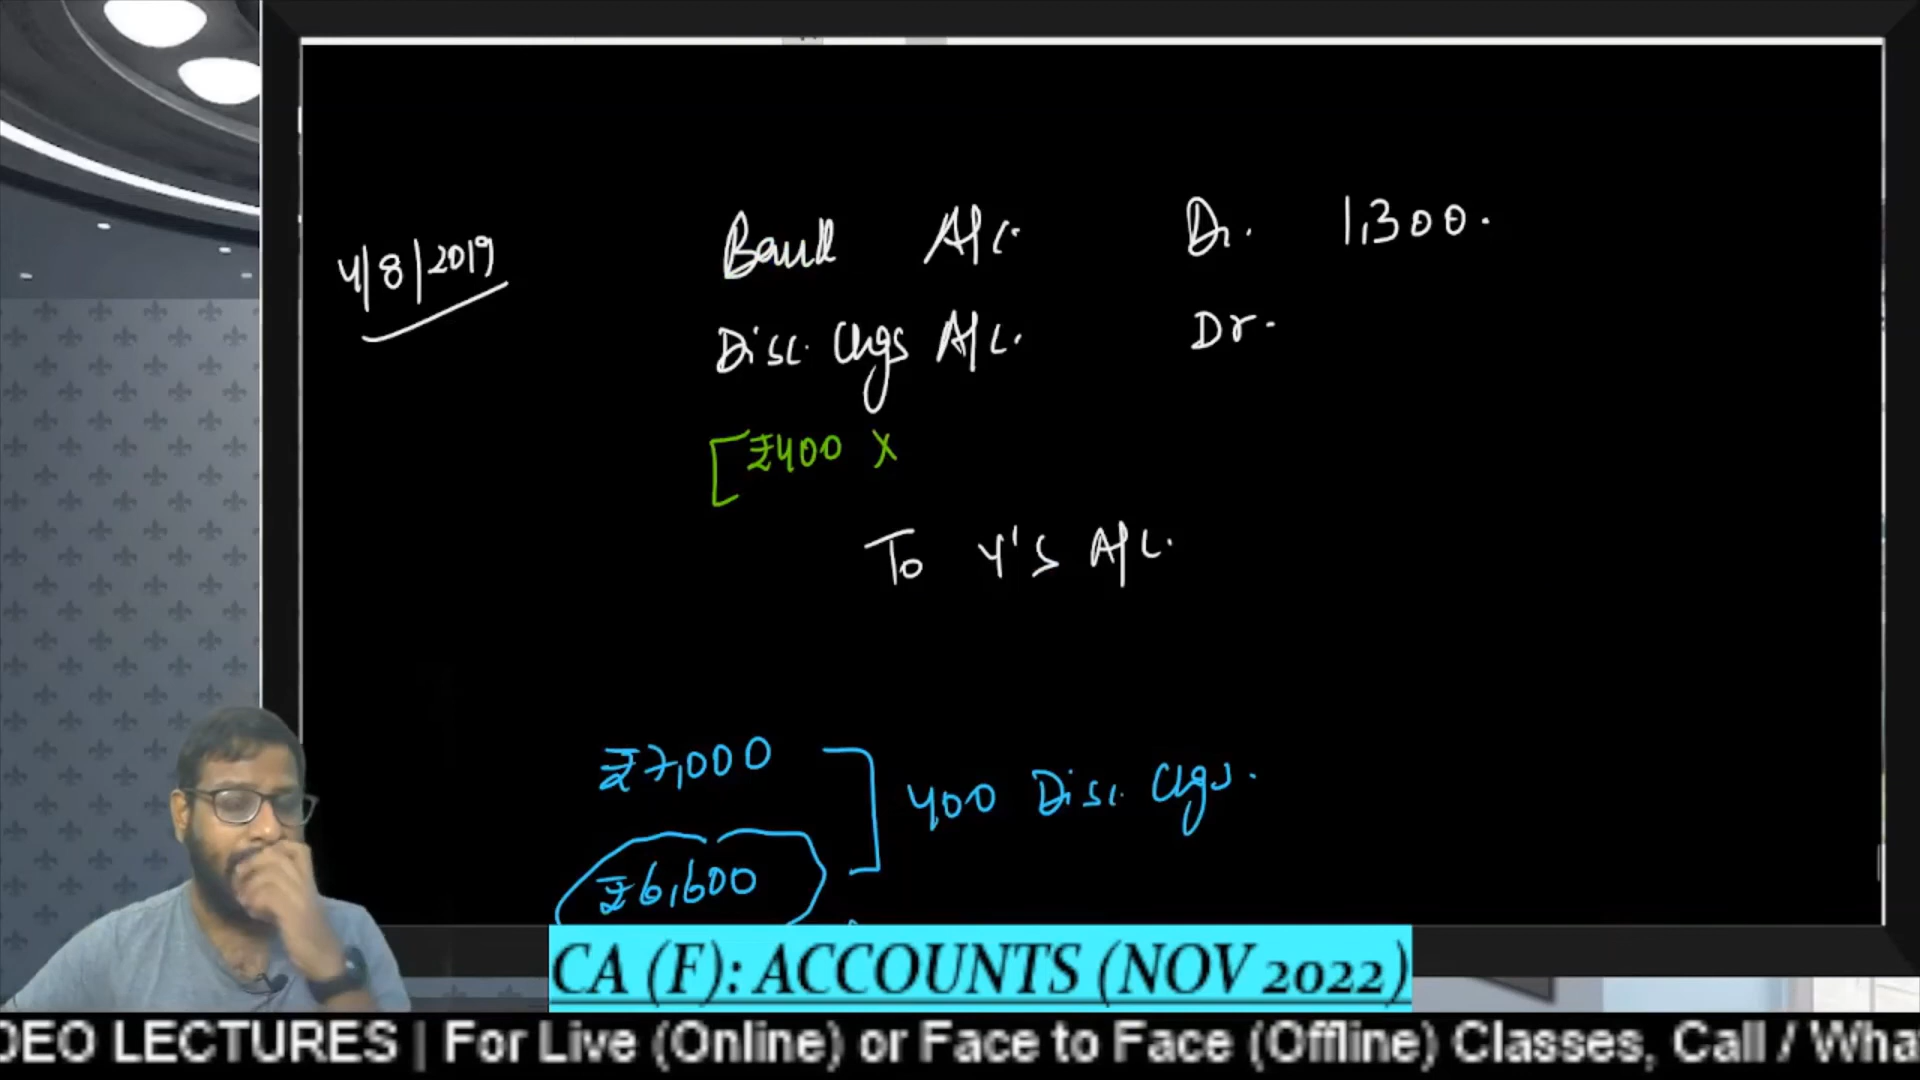 4/8/2019
Bank A/c. Dr. 1,300.
Disc. Chgs A/c. Dr.
[₹400 X
To Y's A/c.
₹7,000
400 Disc. Chgs.
₹6,600
CA (F): ACCOUNTS (NOV 2022)
DEO LECTURES | For Live (Online) or Face to Face (Offline) Classes, Call / Wha